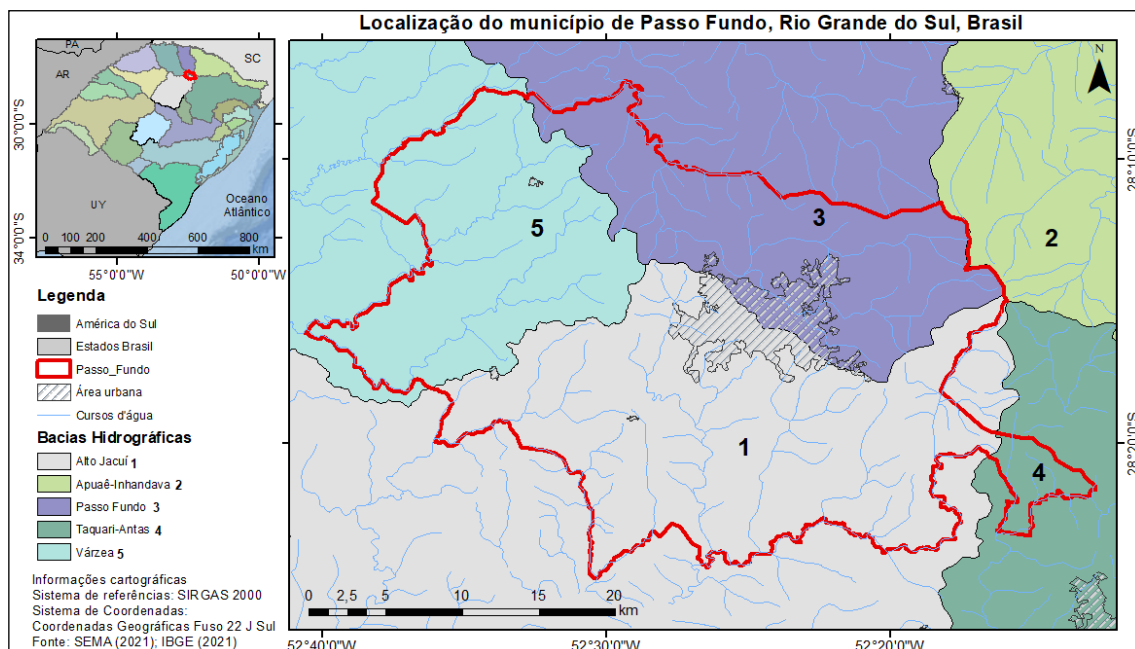 Localização do município de Passo Fundo, Rio Grande do Sul, Brasil
PA
SC
AR
UY
Oceano
Atlântico
30°0'0"S
34°0'0"S
0 100 200 400 600 800
km
55°0'0"W
50°0'0"W
Legenda
América do Sul
Estados Brasil
Passo_Fundo
Área urbana
Cursos d'água
Bacias Hidrográficas
Alto Jacuí 1
Apuaê-Inhandava 2
Passo Fundo 3
Taquari-Antas 4
Várzea 5
Informações cartográficas
Sistema de referências: SIRGAS 2000
Sistema de Coordenadas:
Coordenadas Geográficas Fuso 22 J Sul
Fonte: SEMA (2021); IBGE (2021)
N
5
3
2
1
4
28°10'0"S
28°20'0"S
0 2,5 5 10 15 20
km
52°40'0"W
52°30'0"W
52°20'0"W